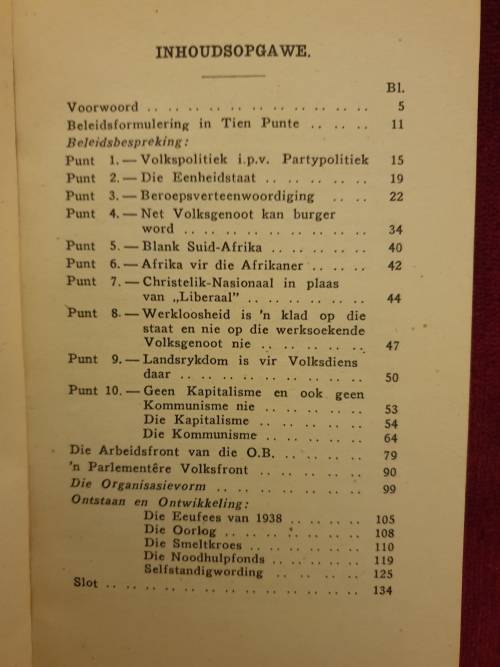 INHOUDSOPGAWE.
Bl.
Voorwoord .. .. .. .. .. .. .. .. .. .. .. 5
Beleidsformulering in Tien Punte .. .. .. 11
Beleidsbespreking:
Punt 1. — Volkspolitiek i.p.v. Partypolitiek 15
Punt 2. — Die Eenheidstaat .. .. .. .. .. 19
Punt 3. — Beroepsverteenwoordiging .. .. 22
Punt 4. — Net Volksgenoot kan burger
word .. .. .. .. .. .. .. .. .. 34
Punt 5. — Blank Suid-Afrika .. .. .. .. .. 40
Punt 6. — Afrika vir die Afrikaner .. .. .. 42
Punt 7. — Christelik-Nasionaal in plaas
van „Liberaal” .. .. .. .. .. .. 44
Punt 8. — Werkloosheid is 'n klad op die
staat en nie op die werksoekende
Volksgenoot nie .. .. .. .. .. 47
Punt 9. — Landsrykdom is vir Volksdiens
daar .. .. .. .. .. .. .. .. .. 50
Punt 10. — Geen Kapitalisme en ook geen
Kommunisme nie .. .. .. .. .. 53
Die Kapitalisme .. .. .. .. .. 54
Die Kommunisme .. .. .. .. .. 64
Die Arbeidsfront van die O.B. .. .. .. .. 79
'n Parlementêre Volksfront .. .. .. .. .. 90
Die Organisasievorm .. .. .. .. .. .. .. 99
Ontstaan en Ontwikkeling:
Die Eeufees van 1938 .. .. .. .. 105
Die Oorlog .. .. .. .. .. .. .. 108
Die Smeltkroes .. .. .. .. .. .. 110
Die Noodhulpfonds .. .. .. .. .. 119
Selfstandigwording .. .. .. .. .. 125
Slot .. .. .. .. .. .. .. .. .. .. .. .. .. 134